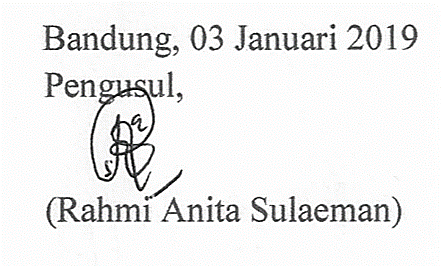 Bandung, 03 Januari 2019
Pengusul,
(Rahmi Anita Sulaeman)